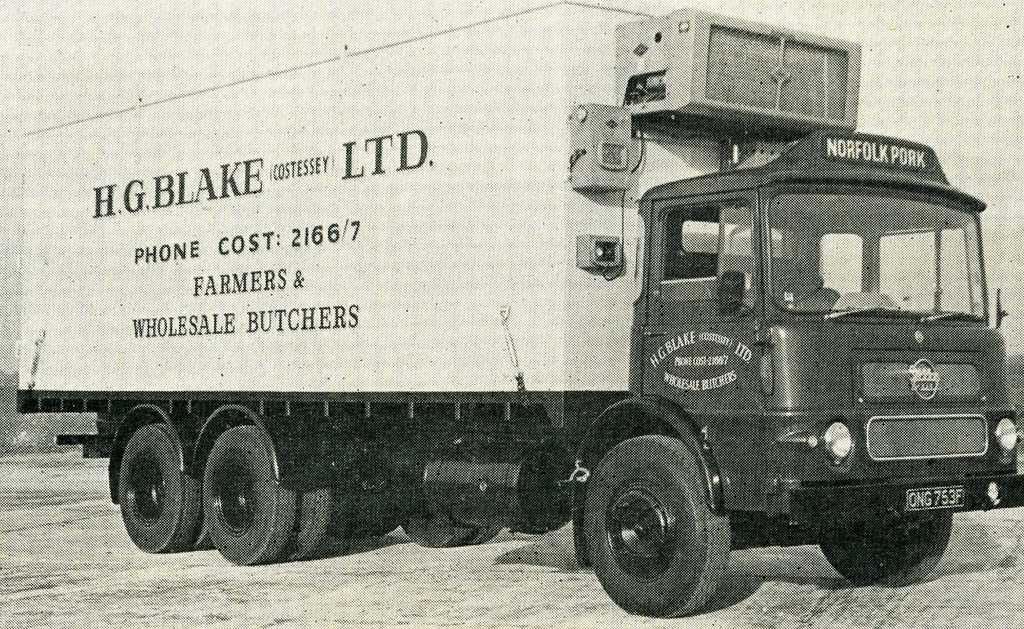 H.G.BLAKE (COSTESSEY) LTD.
PHONE COST: 2166/7
FARMERS &
WHOLESALE BUTCHERS
NORFOLK PORK
H.G.BLAKE (COSTESSEY) LTD
PHONE COST:2166/7
WHOLESALE BUTCHERS
ONG 753F